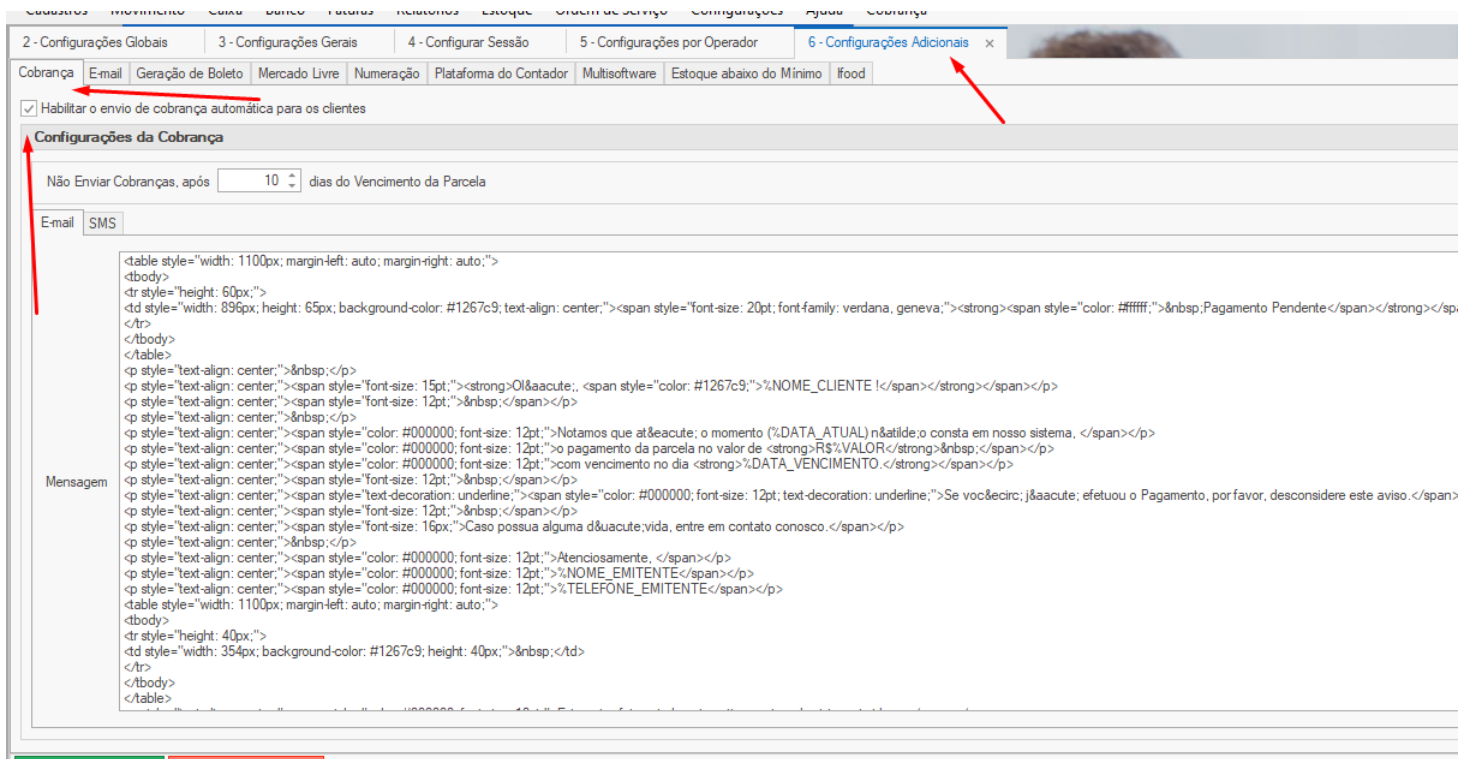 Cadastros Movimento Caixa Banco Faturas Relatórios Estoque Ordem de Serviço Configurações Ajuda Cobrança
2 - Configurações Globais 3 - Configurações Gerais 4 - Configurar Sessão 5 - Configurações por Operador 6 - Configurações Adicionais ×
Cobrança E-mail Geração de Boleto Mercado Livre Numeração Plataforma do Contador Multisoftware Estoque abaixo do Mínimo Ifood
Habilitar o envio de cobrança automática para os clientes
Configurações da Cobrança
Não Enviar Cobranças, após 10 dias do Vencimento da Parcela
E-mail SMS
<table style="width: 1100px; margin-left: auto; margin-right: auto;">
<tbody>
<tr style="height: 60px;">
<td style="width: 896px; height: 65px; background-color: #1267c9; text-align: center;"><span style="font-size: 20pt; font-family: verdana, geneva;"><strong><span style="color: #ffffff;">&nbsp;Pagamento Pendente</span></strong></spa
</tr>
</tbody>
</table>
<p style="text-align: center;">&nbsp;</p>
<p style="text-align: center;"><span style="font-size: 15pt;"><strong>Ol&aacute;, <span style="color: #1267c9;">%NOME_CLIENTE !</span></strong></span></p>
<p style="text-align: center;"><span style="font-size: 12pt;">&nbsp;</span></p>
<p style="text-align: center;">&nbsp;</p>
<p style="text-align: center;"><span style="color: #000000; font-size: 12pt;">Notamos que at&eacute; o momento (%DATA_ATUAL) n&atilde;o consta em nosso sistema, </span></p>
<p style="text-align: center;"><span style="color: #000000; font-size: 12pt;">o pagamento da parcela no valor de <strong>R$%VALOR</strong>&nbsp;</span></p>
<p style="text-align: center;"><span style="color: #000000; font-size: 12pt;">com vencimento no dia <strong>%DATA_VENCIMENTO.</strong></span></p>
Mensagem <p style="text-align: center;"><span style="font-size: 12pt;">&nbsp;</span></p>
<p style="text-align: center;"><span style="text-decoration: underline;"><span style="color: #000000; font-size: 12pt; text-decoration: underline;">Se voc&ecirc; j&aacute; efetuou o Pagamento, por favor, desconsidere este aviso.</span>
<p style="text-align: center;"><span style="font-size: 12pt;">&nbsp;</span></p>
<p style="text-align: center;"><span style="font-size: 16px;">Caso possua alguma d&uacute;vida, entre em contato conosco.</span></p>
<p style="text-align: center;">&nbsp;</p>
<p style="text-align: center;"><span style="color: #000000; font-size: 12pt;">Atenciosamente, </span></p>
<p style="text-align: center;"><span style="color: #000000; font-size: 12pt;">%NOME_EMITENTE</span></p>
<p style="text-align: center;"><span style="color: #000000; font-size: 12pt;">%TELEFONE_EMITENTE</span></p>
<table style="width: 1100px; margin-left: auto; margin-right: auto;">
<tbody>
<tr style="height: 40px;">
<td style="width: 354px; background-color: #1267c9; height: 40px;">&nbsp;</td>
</tr>
</tbody>
</table>